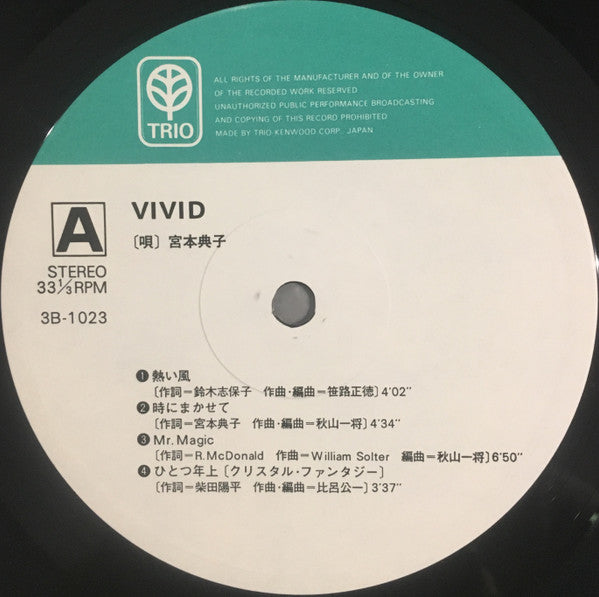 TRIO
ALL RIGHTS OF THE MANUFACTURER AND OF THE OWNER
OF THE RECORDED WORK RESERVED
UNAUTHORIZED PUBLIC PERFORMANCE BROADCASTING
AND COPYING OF THIS RECORD PROHIBITED
MADE BY TRIO-KENWOOD CORP. JAPAN.
A
STEREO
33⅓RPM
3B-1023
VIVID
〔唄〕宮本典子
❶熱い風
〔作詞=鈴木志保子 作曲・編曲=笹路正徳〕4'02"
❷時にまかせて
〔作詞=宮本典子 作曲・編曲=秋山一将〕4'34"
❸Mr. Magic
〔作詞=R.McDonald 作曲=William Solter 編曲=秋山一将〕6'50"
❹ひとつ年上〔クリスタル・ファンタジー〕
〔作詞=柴田陽平 作曲・編曲=比呂公一〕3'37"